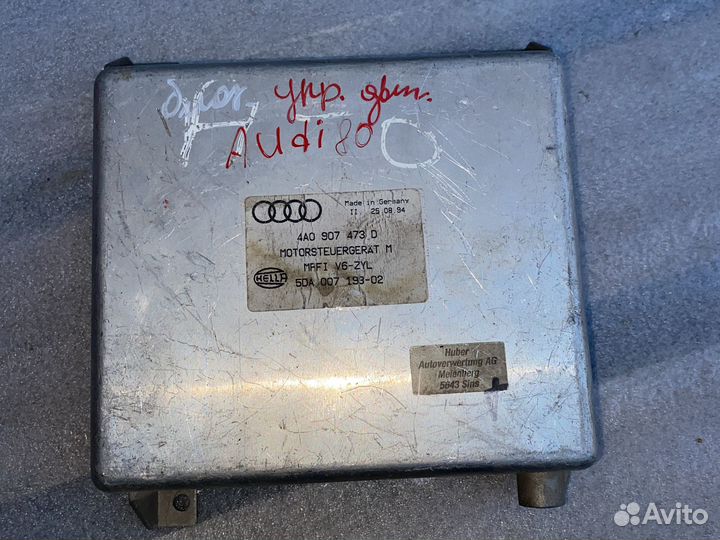 упр. двиг.
AUdi 80
Made in Germany
II 25.08.94
4A0 907 473 D
MOTORSTEUERGERÄT M
MPFI V6-ZYL
HELLA
5DA 007 193-02
Huber
Autoverwertung AG
Meienberg
5643 Sins
Avito